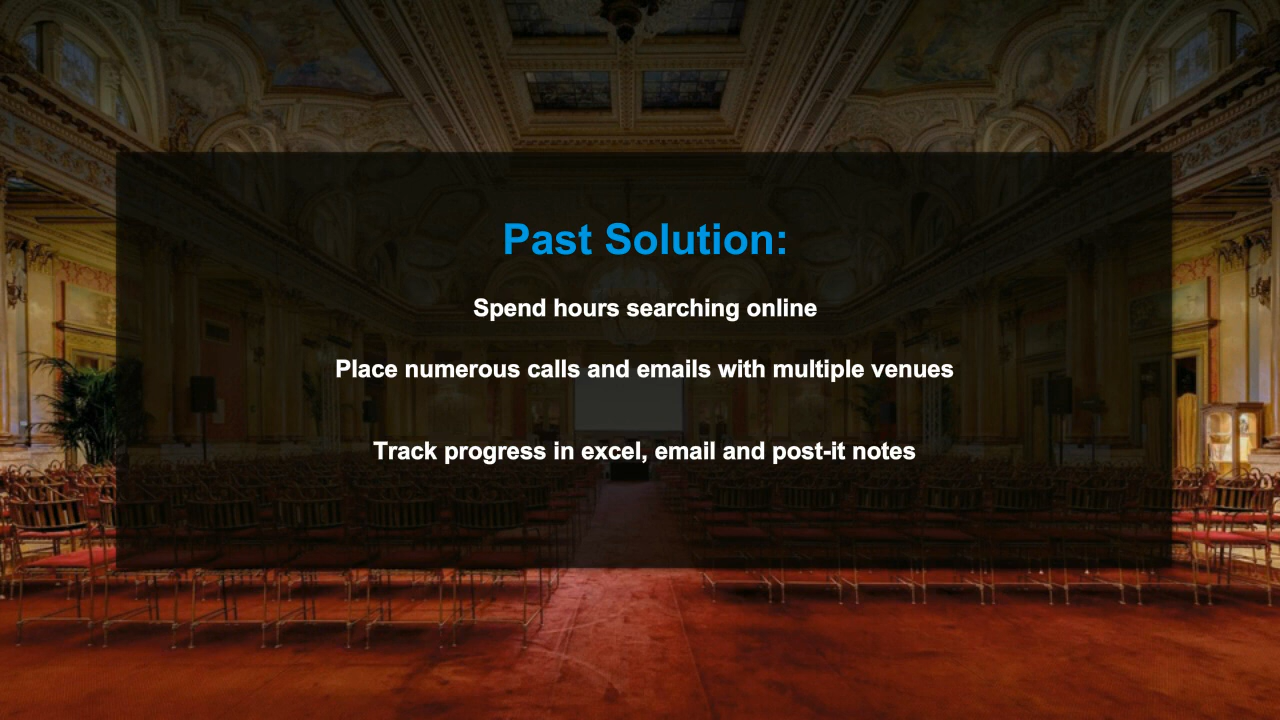 Past Solution:
Spend hours searching online
Place numerous calls and emails with multiple venues
Track progress in excel, email and post-it notes